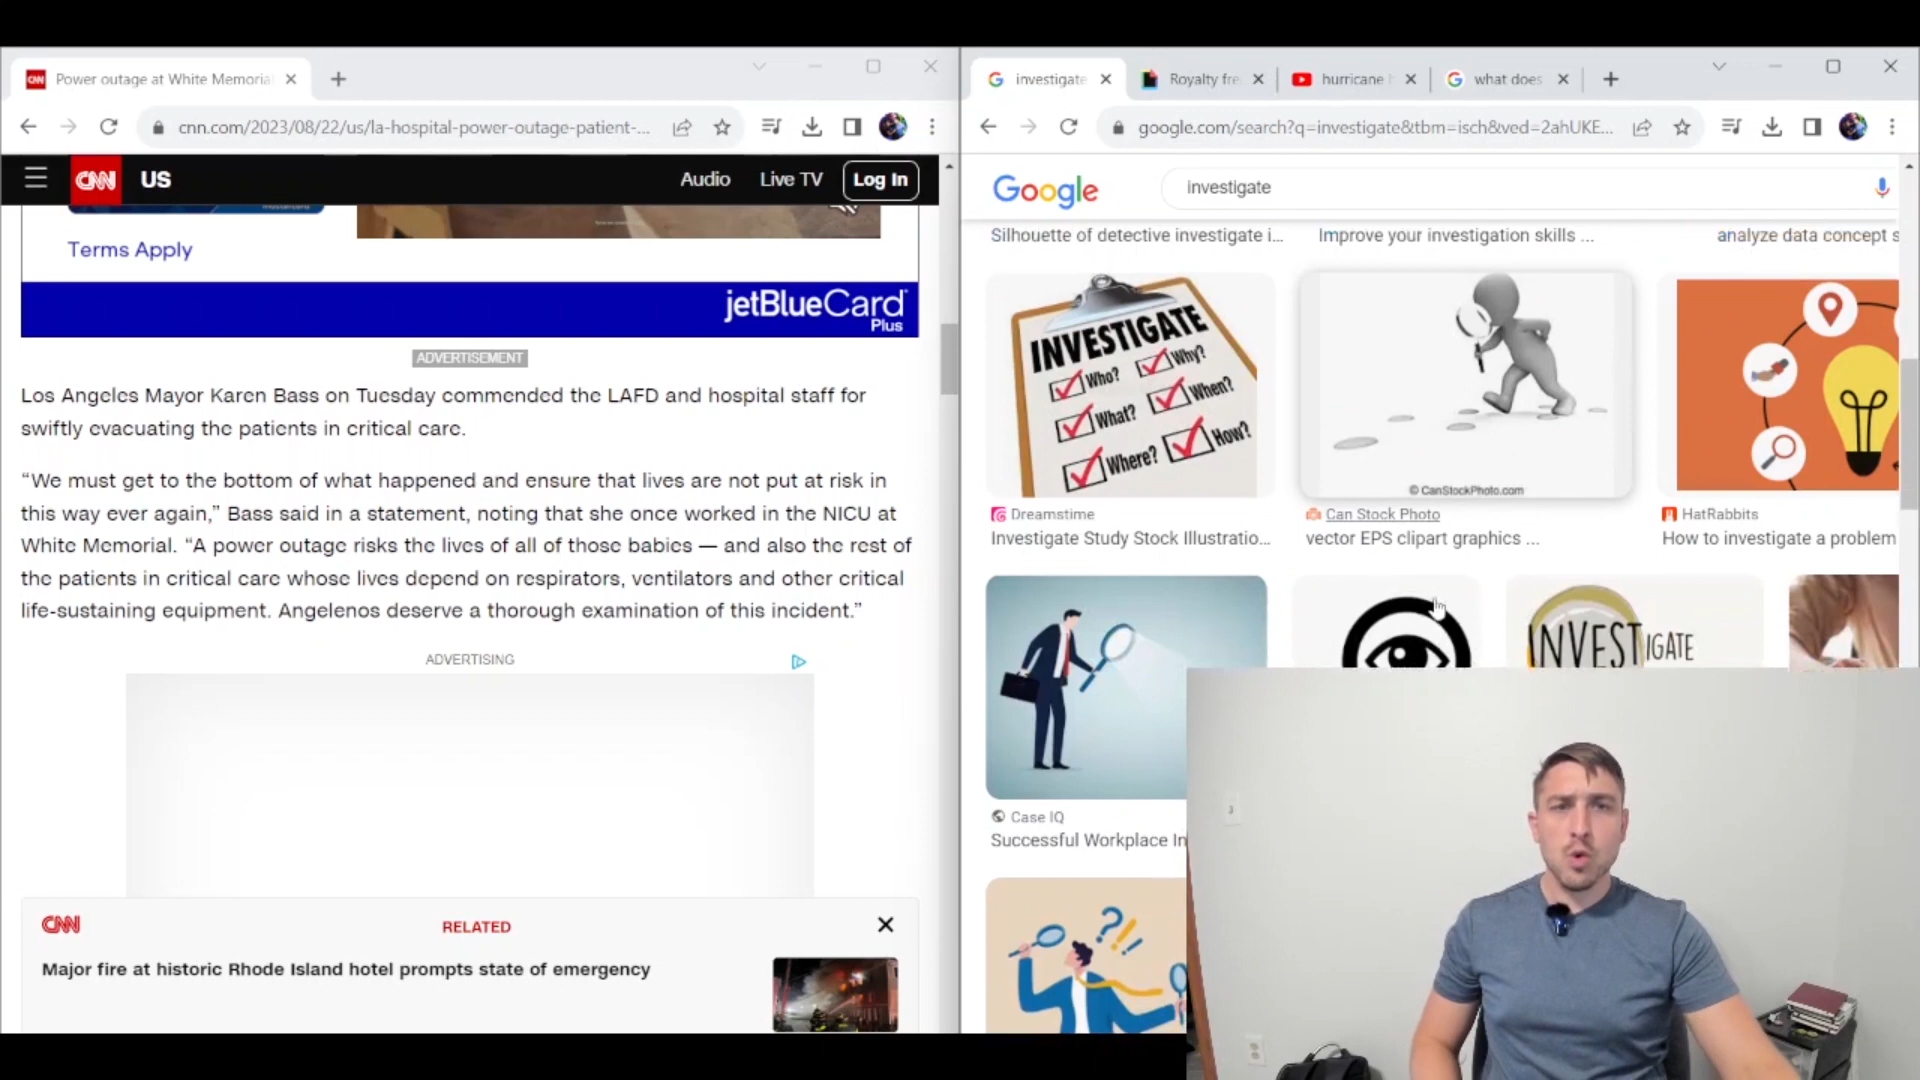 CNN
Power outage at White Memorial
cnn.com/2023/08/22/us/la-hospital-power-outage-patient-...
CNN
US
Audio
Live TV
Log In
Terms Apply
jetBlueCard
Plus
ADVERTISEMENT
Los Angeles Mayor Karen Bass on Tuesday commended the LAFD and hospital staff for
swiftly evacuating the patients in critical care.
“We must get to the bottom of what happened and ensure that lives are not put at risk in
this way ever again,” Bass said in a statement, noting that she once worked in the NICU at
White Memorial. “A power outage risks the lives of all of those babies — and also the rest of
the patients in critical care whose lives depend on respirators, ventilators and other critical
life-sustaining equipment. Angelenos deserve a thorough examination of this incident.”
ADVERTISING
CNN
RELATED
Major fire at historic Rhode Island hotel prompts state of emergency
investigate
Royalty fre
hurricane
what does
google.com/search?q=investigate&tbm=isch&ved=2ahUKE...
Google
investigate
Silhouette of detective investigate i...
Improve your investigation skills ...
analyze data concept s
INVESTIGATE
Who?
Why?
What?
When?
Where?
How?
© CanStockPhoto.com
Dreamstime
Investigate Study Stock Illustratio...
Can Stock Photo
vector EPS clipart graphics ...
HatRabbits
How to investigate a problem
INVESTIGATE
Case IQ
Successful Workplace In
?!!